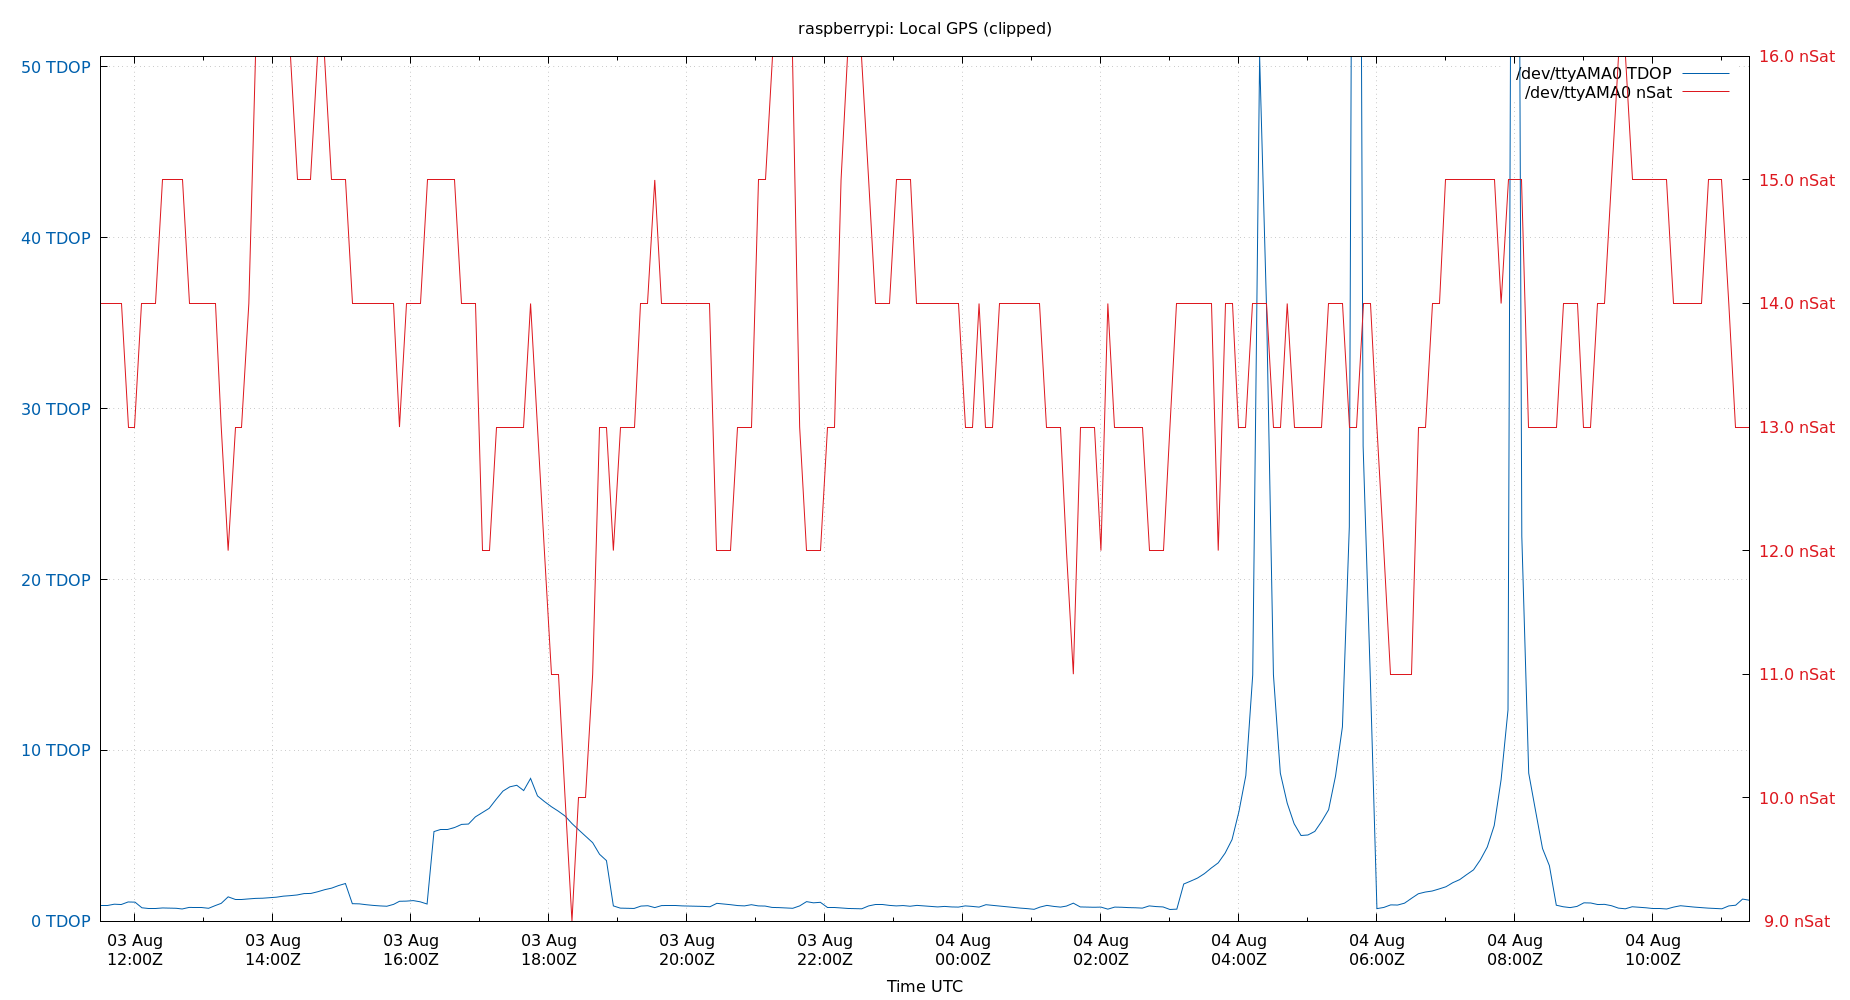 raspberrypi: Local GPS (clipped)
50 TDOP
40 TDOP
30 TDOP
20 TDOP
10 TDOP
0 TDOP
/dev/ttyAMA0 TDOP
/dev/ttyAMA0 nSat
16.0 nSat
15.0 nSat
14.0 nSat
13.0 nSat
12.0 nSat
11.0 nSat
10.0 nSat
9.0 nSat
03 Aug 03 Aug 03 Aug 03 Aug 03 Aug 03 Aug 04 Aug 04 Aug 04 Aug 04 Aug 04 Aug 04 Aug
12:00Z 14:00Z 16:00Z 18:00Z 20:00Z 22:00Z 00:00Z 02:00Z 04:00Z 06:00Z 08:00Z 10:00Z
Time UTC